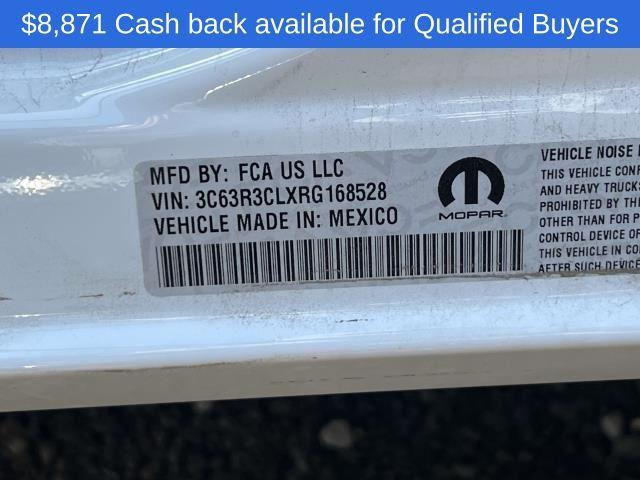 $8,871 Cash back available for Qualified Buyers
MFD BY: FCA US LLC
VIN: 3C63R3CLXRG168528
VEHICLE MADE IN: MEXICO
MOPAR
VEHICLE NOISE
THIS VEHICLE
AND HEAVY
PROHIBITED BY
OTHER THAN FOR
CONTROL DEVICE OF
THIS VEHICLE IN
AFTER SUCH DEVICE